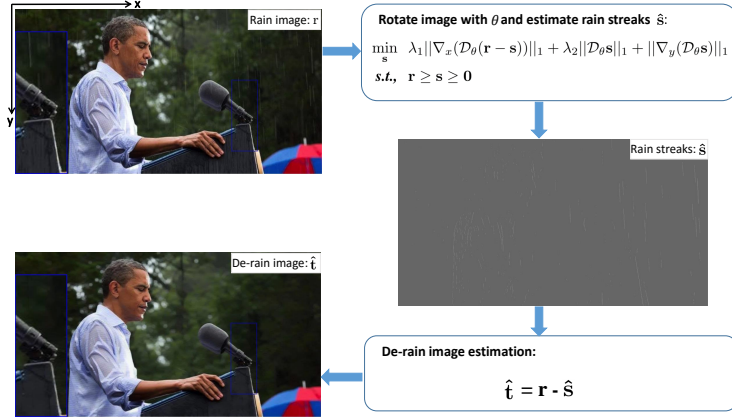 x
y
Rain image: r
Rotate image with θ and estimate rain streaks ŝ:
min_s λ₁||∇ₓ(𝒟_θ(r − s))||₁ + λ₂||𝒟_θs||₁ + ||∇_y(𝒟_θs)||₁
s.t., r ≥ s ≥ 0
Rain streaks: ŝ
De-rain image: t̂
De-rain image estimation:
t̂ = r - ŝ